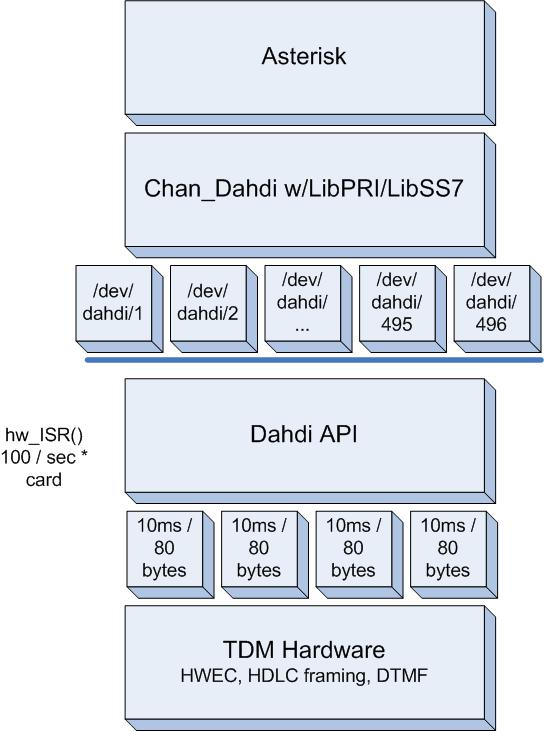 Asterisk
Chan_Dahdi w/LibPRI/LibSS7
/dev/
dahdi/1
/dev/
dahdi/2
/dev/
dahdi/
...
/dev/
dahdi/
495
/dev/
dahdi/
496
Dahdi API
hw_ISR()
100 / sec *
card
10ms /
80
bytes
10ms /
80
bytes
10ms /
80
bytes
10ms /
80
bytes
TDM Hardware
HWEC, HDLC framing, DTMF